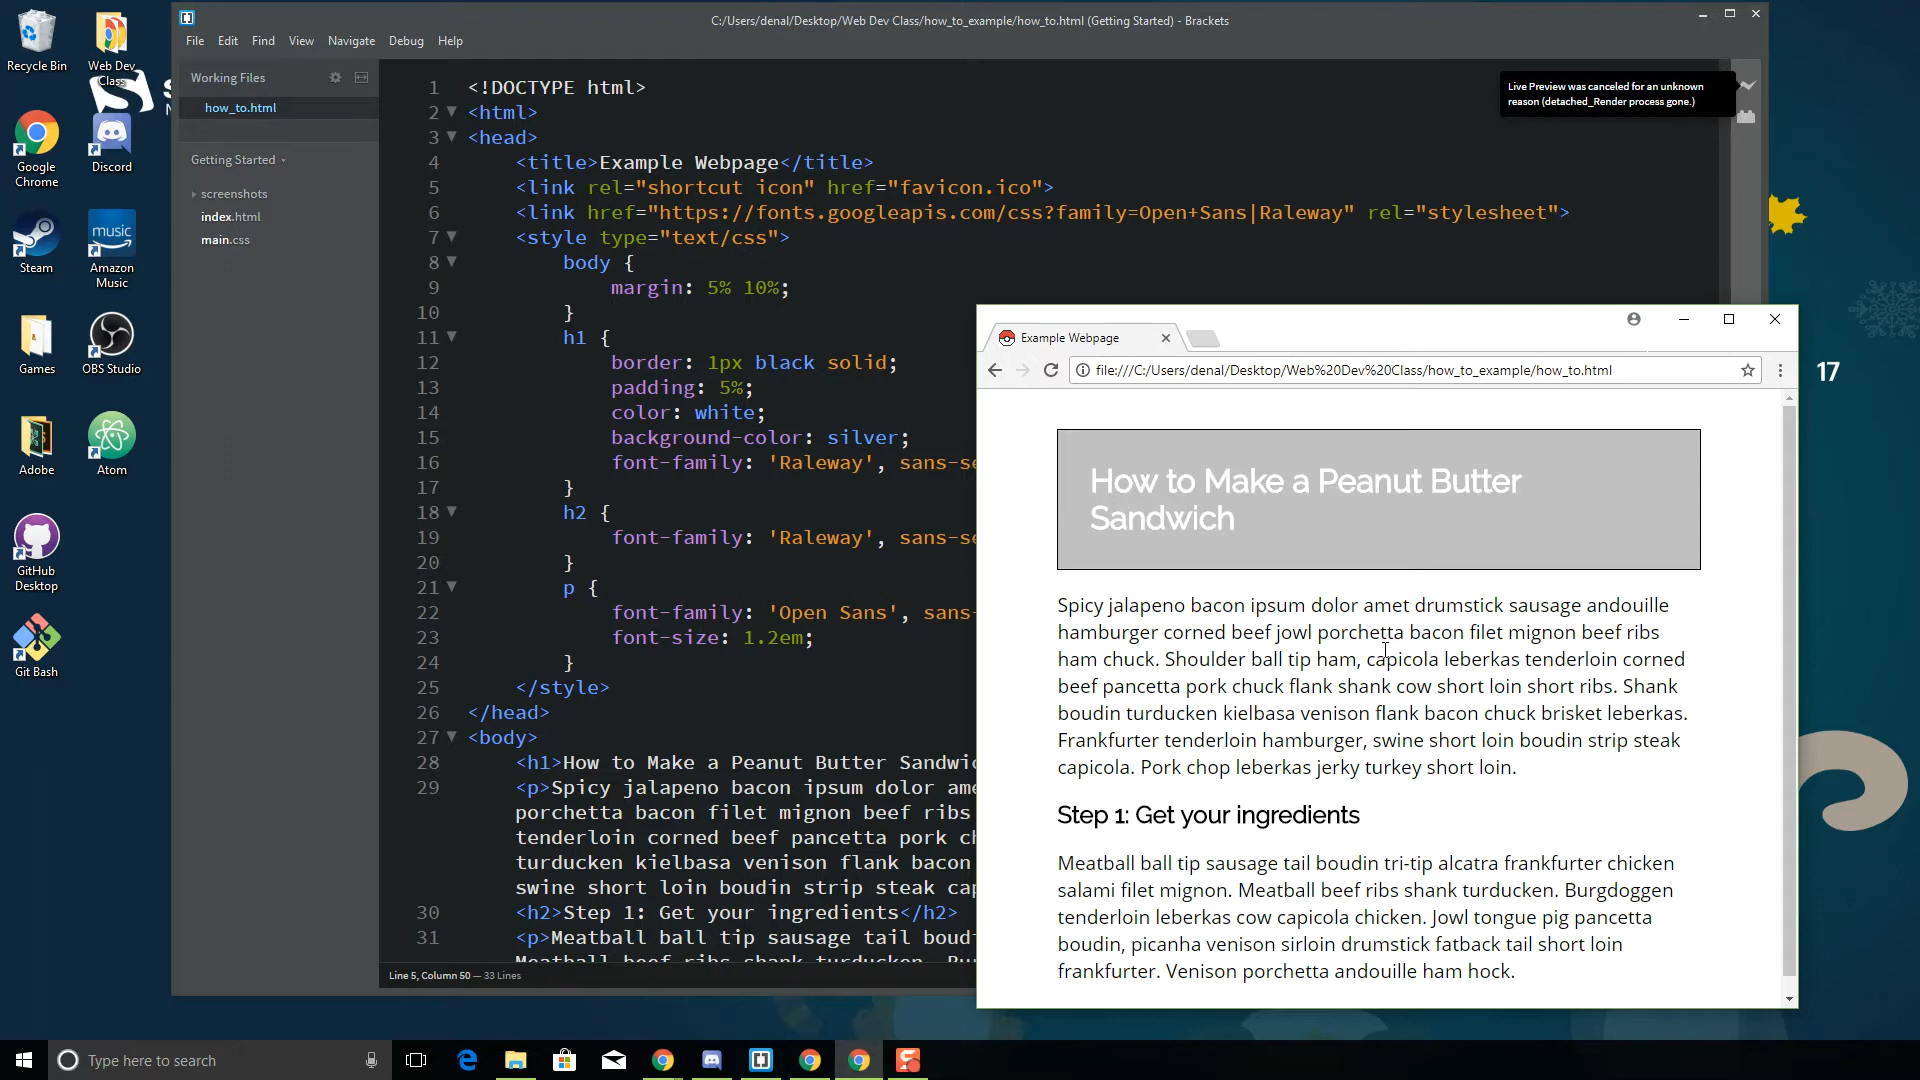 C:/Users/denal/Desktop/Web Dev Class/how_to_example/how_to.html (Getting Started) - Brackets
File Edit Find View Navigate Debug Help
Recycle Bin
Web Dev Class
Google Chrome
Discord
Steam
Amazon Music
Games
OBS Studio
Adobe
Atom
GitHub Desktop
Git Bash
Working Files
how_to.html
Getting Started
screenshots
index.html
main.css
Live Preview was canceled for an unknown
reason (detached_Render process gone.)
1 <!DOCTYPE html>
2 <html>
3 <head>
4 <title>Example Webpage</title>
5 <link rel="shortcut icon" href="favicon.ico">
6 <link href="https://fonts.googleapis.com/css?family=Open+Sans|Raleway" rel="stylesheet">
7 <style type="text/css">
8 body {
9 margin: 5% 10%;
10 }
11 h1 {
12 border: 1px black solid;
13 padding: 5%;
14 color: white;
15 background-color: silver;
16 font-family: 'Raleway', sans-se
17 }
18 h2 {
19 font-family: 'Raleway', sans-se
20 }
21 p {
22 font-family: 'Open Sans', sans-
23 font-size: 1.2em;
24 }
25 </style>
26 </head>
27 <body>
28 <h1>How to Make a Peanut Butter Sandwic
29 <p>Spicy jalapeno bacon ipsum dolor ame
porchetta bacon filet mignon beef ribs
tenderloin corned beef pancetta pork ch
turducken kielbasa venison flank bacon
swine short loin boudin strip steak cap
30 <h2>Step 1: Get your ingredients</h2>
31 <p>Meatball ball tip sausage tail boud
Meatball beef ribs shank turducken. Bu
Line 5, Column 50 — 33 Lines
Example Webpage
file:///C:/Users/denal/Desktop/Web%20Dev%20Class/how_to_example/how_to.html
How to Make a Peanut Butter
Sandwich
Spicy jalapeno bacon ipsum dolor amet drumstick sausage andouille
hamburger corned beef jowl porchetta bacon filet mignon beef ribs
ham chuck. Shoulder ball tip ham, capicola leberkas tenderloin corned
beef pancetta pork chuck flank shank cow short loin short ribs. Shank
boudin turducken kielbasa venison flank bacon chuck brisket leberkas.
Frankfurter tenderloin hamburger, swine short loin boudin strip steak
capicola. Pork chop leberkas jerky turkey short loin.
Step 1: Get your ingredients
Meatball ball tip sausage tail boudin tri-tip alcatra frankfurter chicken
salami filet mignon. Meatball beef ribs shank turducken. Burgdoggen
tenderloin leberkas cow capicola chicken. Jowl tongue pig pancetta
boudin, picanha venison sirloin drumstick fatback tail short loin
frankfurter. Venison porchetta andouille ham hock.
17
Type here to search